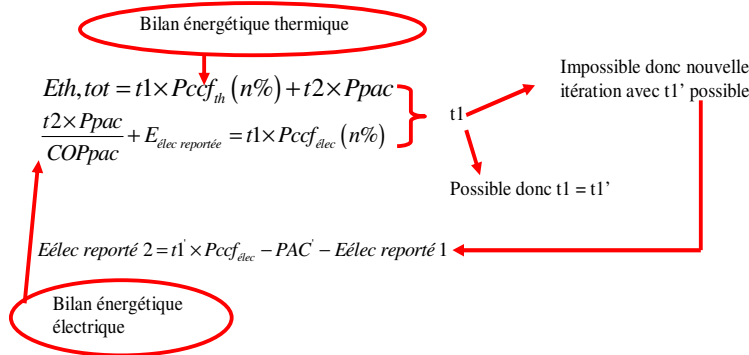 Bilan énergétique thermique
Eth,tot = t1 × Pccf_th (n%) + t2 × Ppac
t2 × Ppac / COPpac + E_élec reportée = t1 × Pccf_élec (n%)
t1
Impossible donc nouvelle
itération avec t1’ possible
Possible donc t1 = t1’
Eélec reporté 2 = t1' × Pccf_élec − PAC' − Eélec reporté 1
Bilan énergétique
électrique